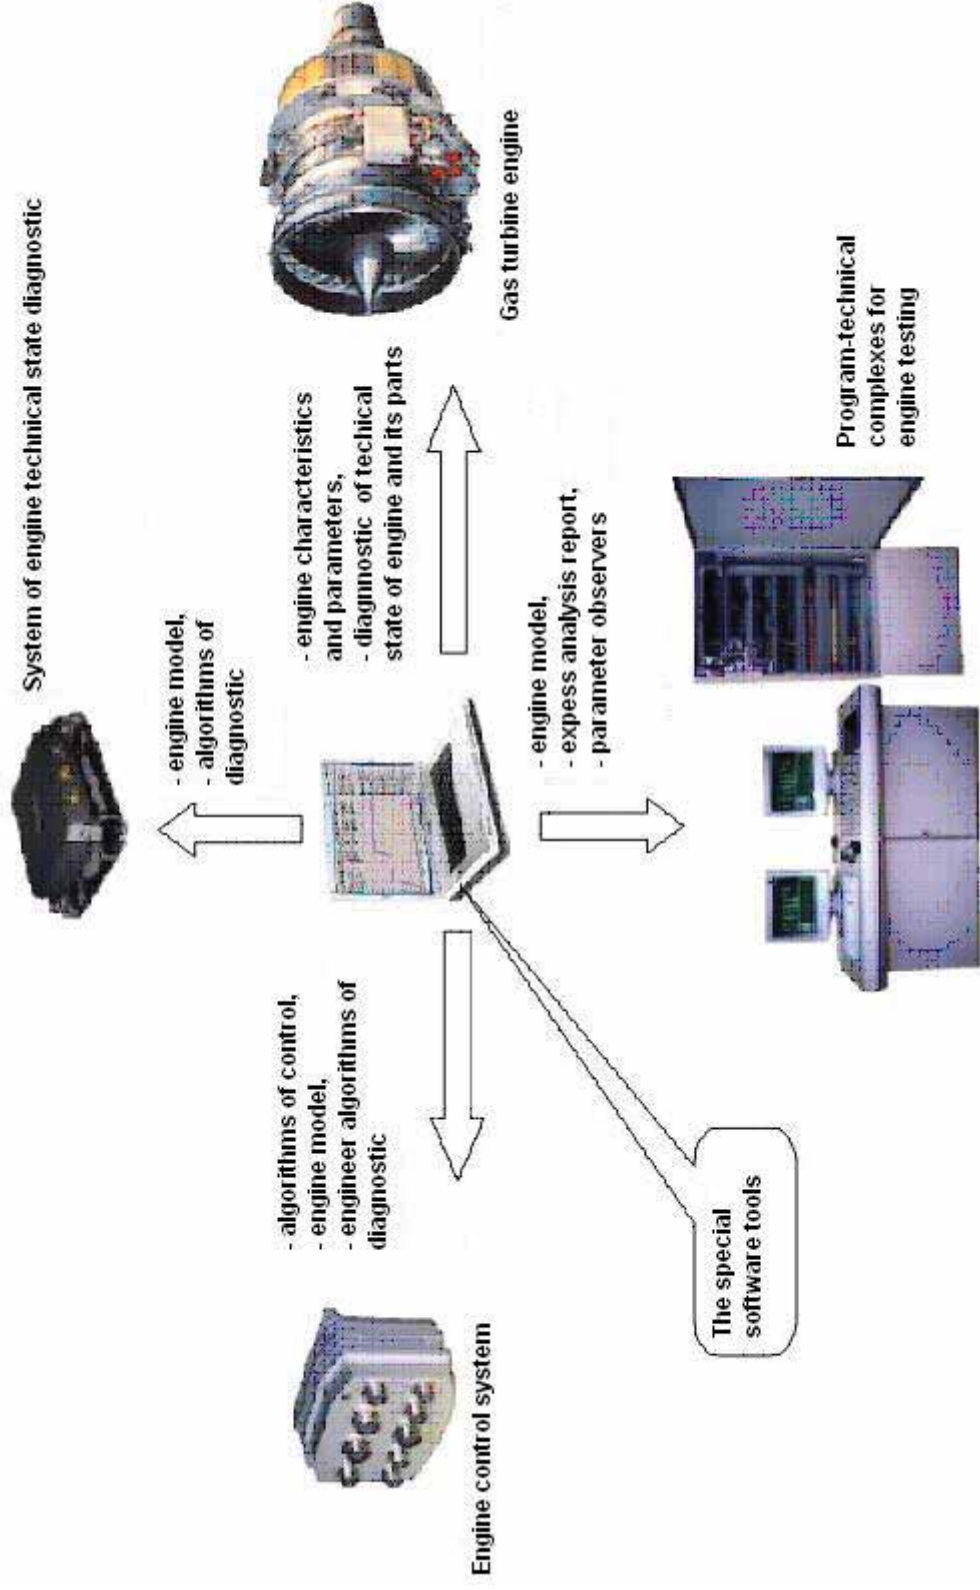 System of engine technical state diagnostic
- engine model,
- algorithms of
diagnostic
- algorithms of control,
- engine model,
- engineer algorithms of
diagnostic
- engine characteristics
and parameters,
- diagnostic of techical
state of engine and its parts
Engine control system
Gas turbine engine
- engine model,
- expess analysis report,
- parameter observers
The special
software tools
Program-technical
complexes for
engine testing